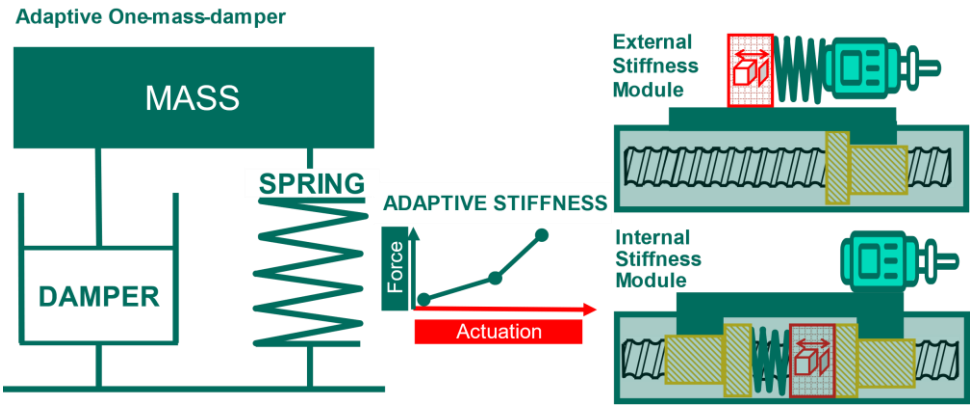 Adaptive One-mass-damper
MASS
SPRING
DAMPER
ADAPTIVE STIFFNESS
Force
Actuation
External
Stiffness
Module
Internal
Stiffness
Module